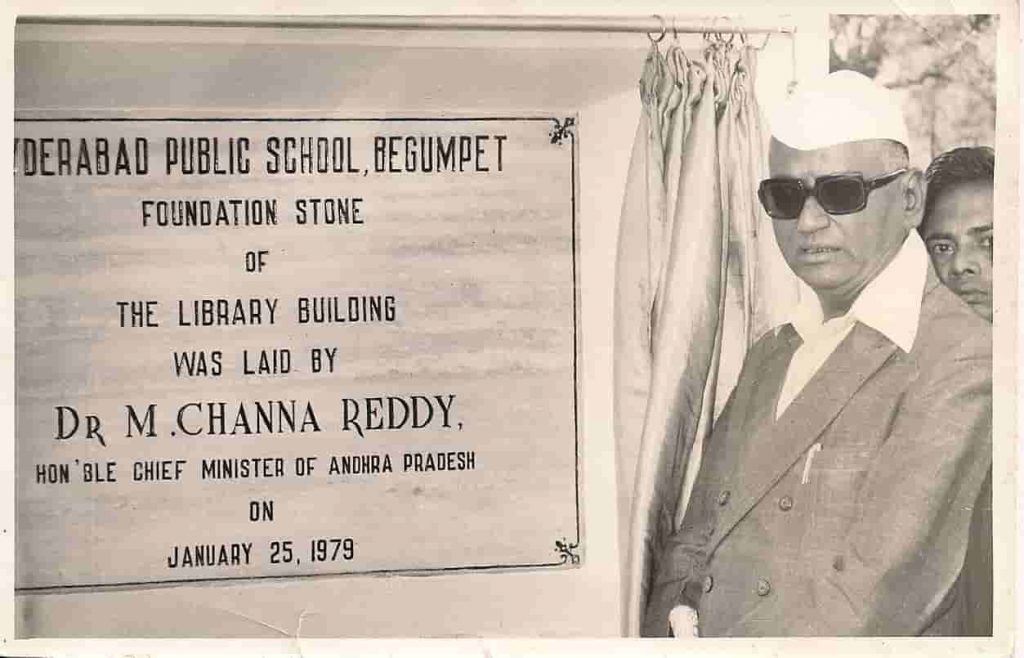 YDERABAD PUBLIC SCHOOL, BEGUMPET
FOUNDATION STONE
OF
THE LIBRARY BUILDING
WAS LAID BY
DR M. CHANNA REDDY,
HON'BLE CHIEF MINISTER OF ANDHRA PRADESH
ON
JANUARY 25, 1979